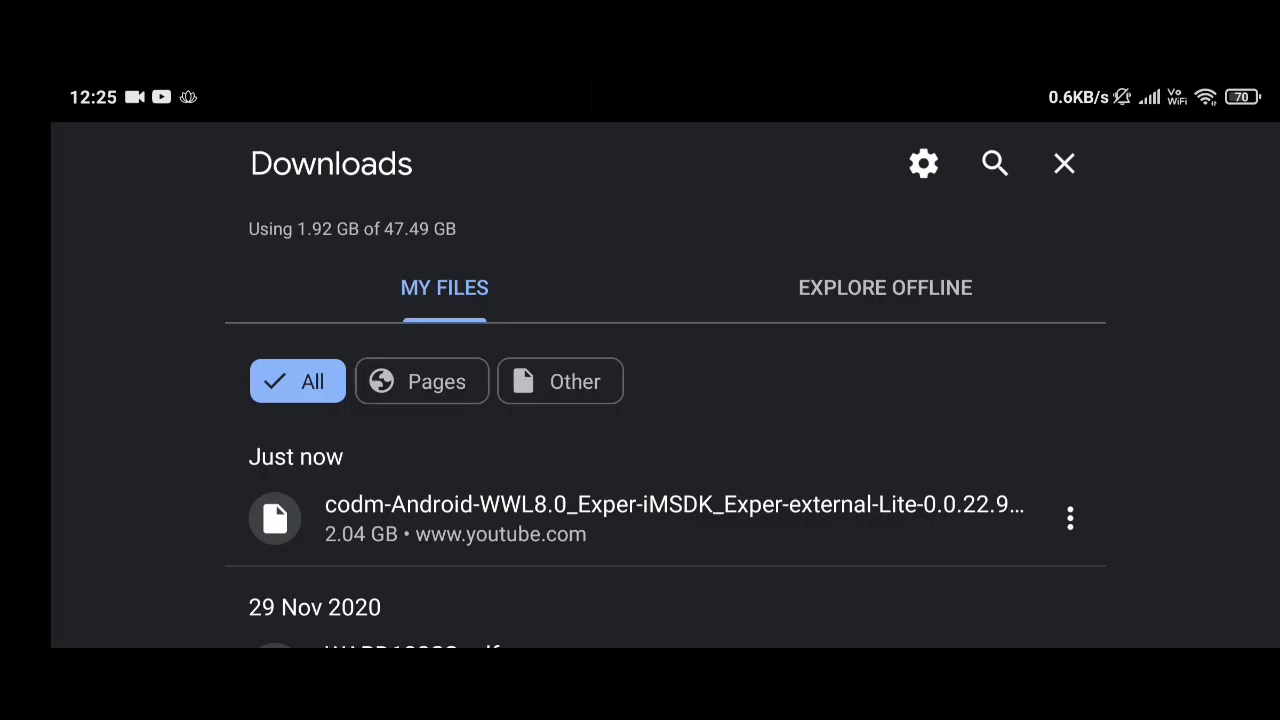 12:25
0.6KB/s Vo WiFi 70
Downloads
Using 1.92 GB of 47.49 GB
MY FILES EXPLORE OFFLINE
All Pages Other
Just now
codm-Android-WWL8.0_Exper-iMSDK_Exper-external-Lite-0.0.22.9...
2.04 GB • www.youtube.com
29 Nov 2020